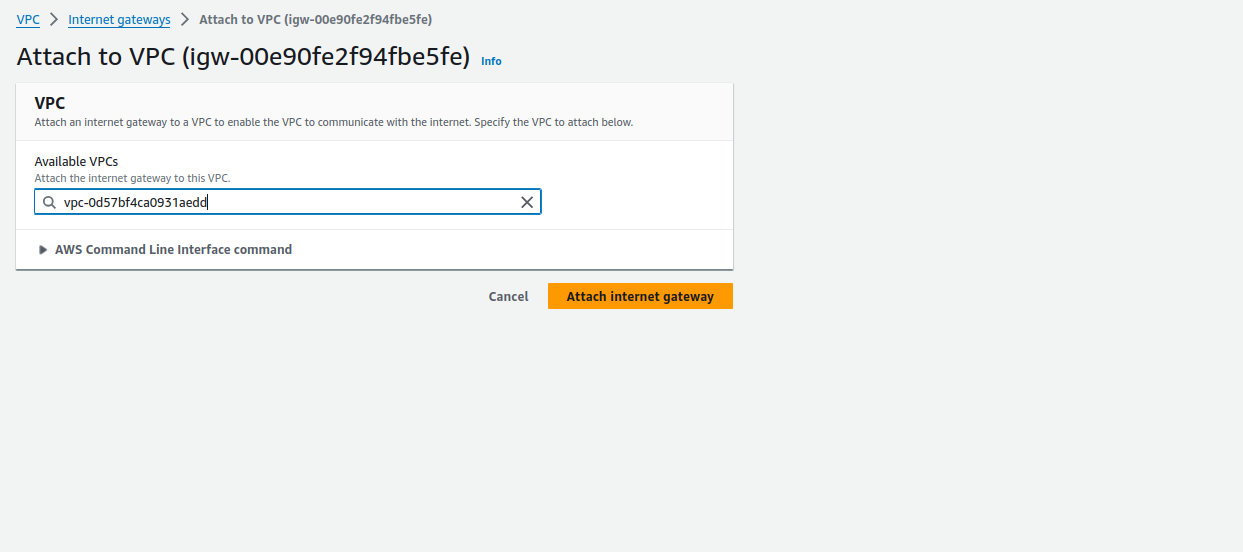 VPC > Internet gateways > Attach to VPC (igw-00e90fe2f94fbe5fe)
Attach to VPC (igw-00e90fe2f94fbe5fe) Info
VPC
Attach an internet gateway to a VPC to enable the VPC to communicate with the internet. Specify the VPC to attach below.
Available VPCs
Attach the internet gateway to this VPC.
vpc-0d57bf4ca0931aedd
AWS Command Line Interface command
Cancel Attach internet gateway